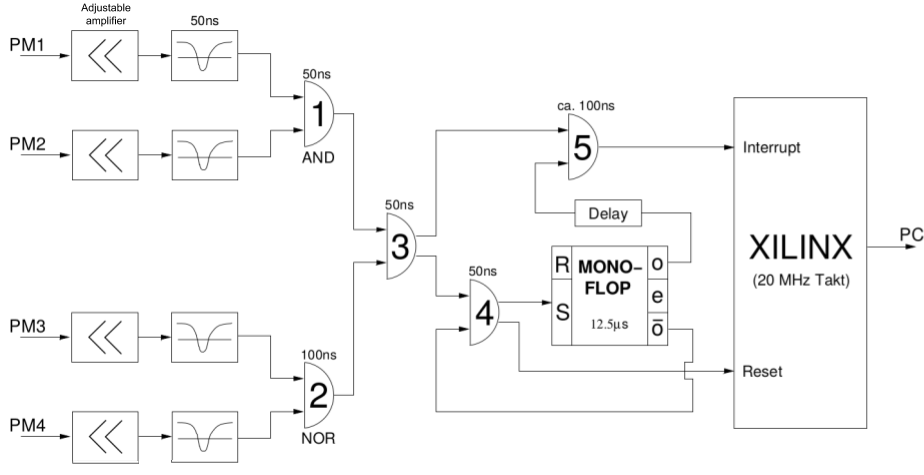 Adjustable
amplifier
50ns
PM1
50ns
1
AND
PM2
ca. 100ns
5
Interrupt
50ns
3
Delay
XILINX
(20 MHz Takt)
PC
R
MONO-
FLOP
o
S
12.5µs
e
o̅
50ns
4
Reset
PM3
100ns
2
NOR
PM4